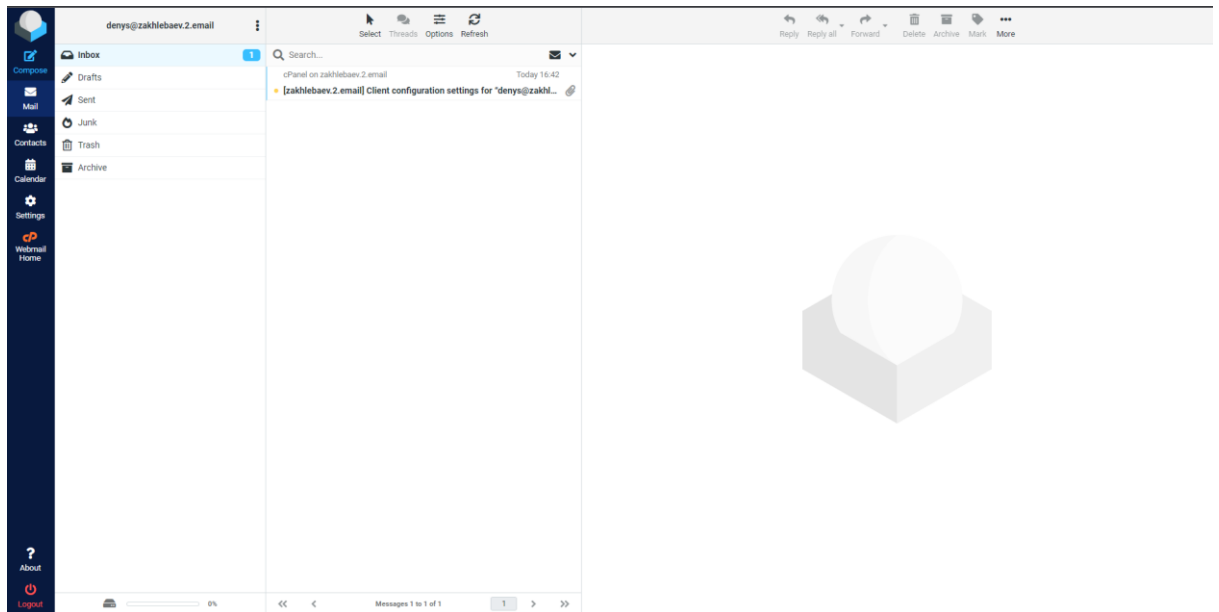 denys@zakhlebaev.2.email
Select Threads Options Refresh
Reply Reply all Forward Delete Archive Mark More
Compose
Mail
Contacts
Calendar
Settings
cP
Webmail
Home
About
Logout
Inbox 1
Drafts
Sent
Junk
Trash
Archive
0%
Search...
cPanel on zakhlebaev.2.email Today 16:42
[zakhlebaev.2.email] Client configuration settings for "denys@zakhl...
Messages 1 to 1 of 1 1